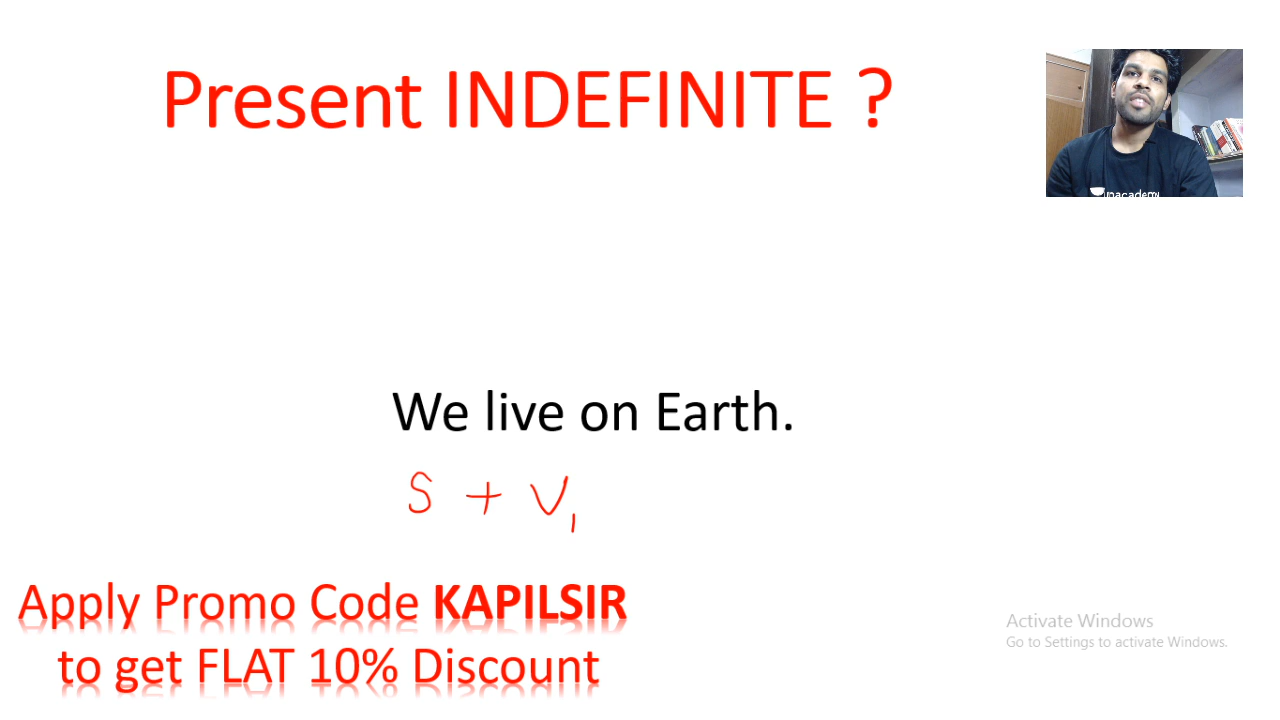 Present INDEFINITE ?
unacademy
We live on Earth.
S + V₁
Apply Promo Code KAPILSIR
to get FLAT 10% Discount
Activate Windows
Go to Settings to activate Windows.